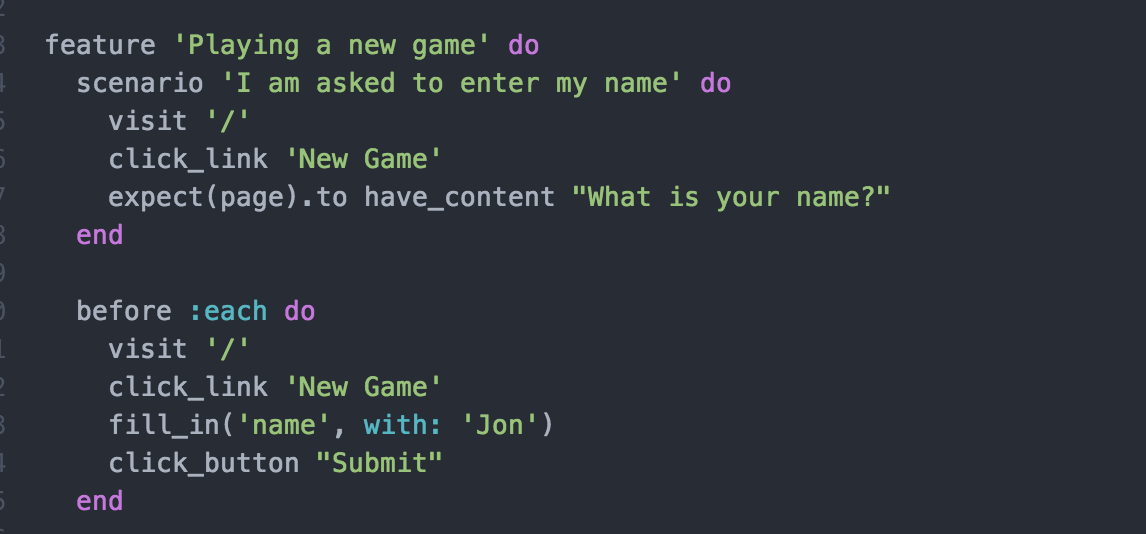 feature 'Playing a new game' do
scenario 'I am asked to enter my name' do
visit '/'
click_link 'New Game'
expect(page).to have_content "What is your name?"
end
before :each do
visit '/'
click_link 'New Game'
fill_in('name', with: 'Jon')
click_button "Submit"
end